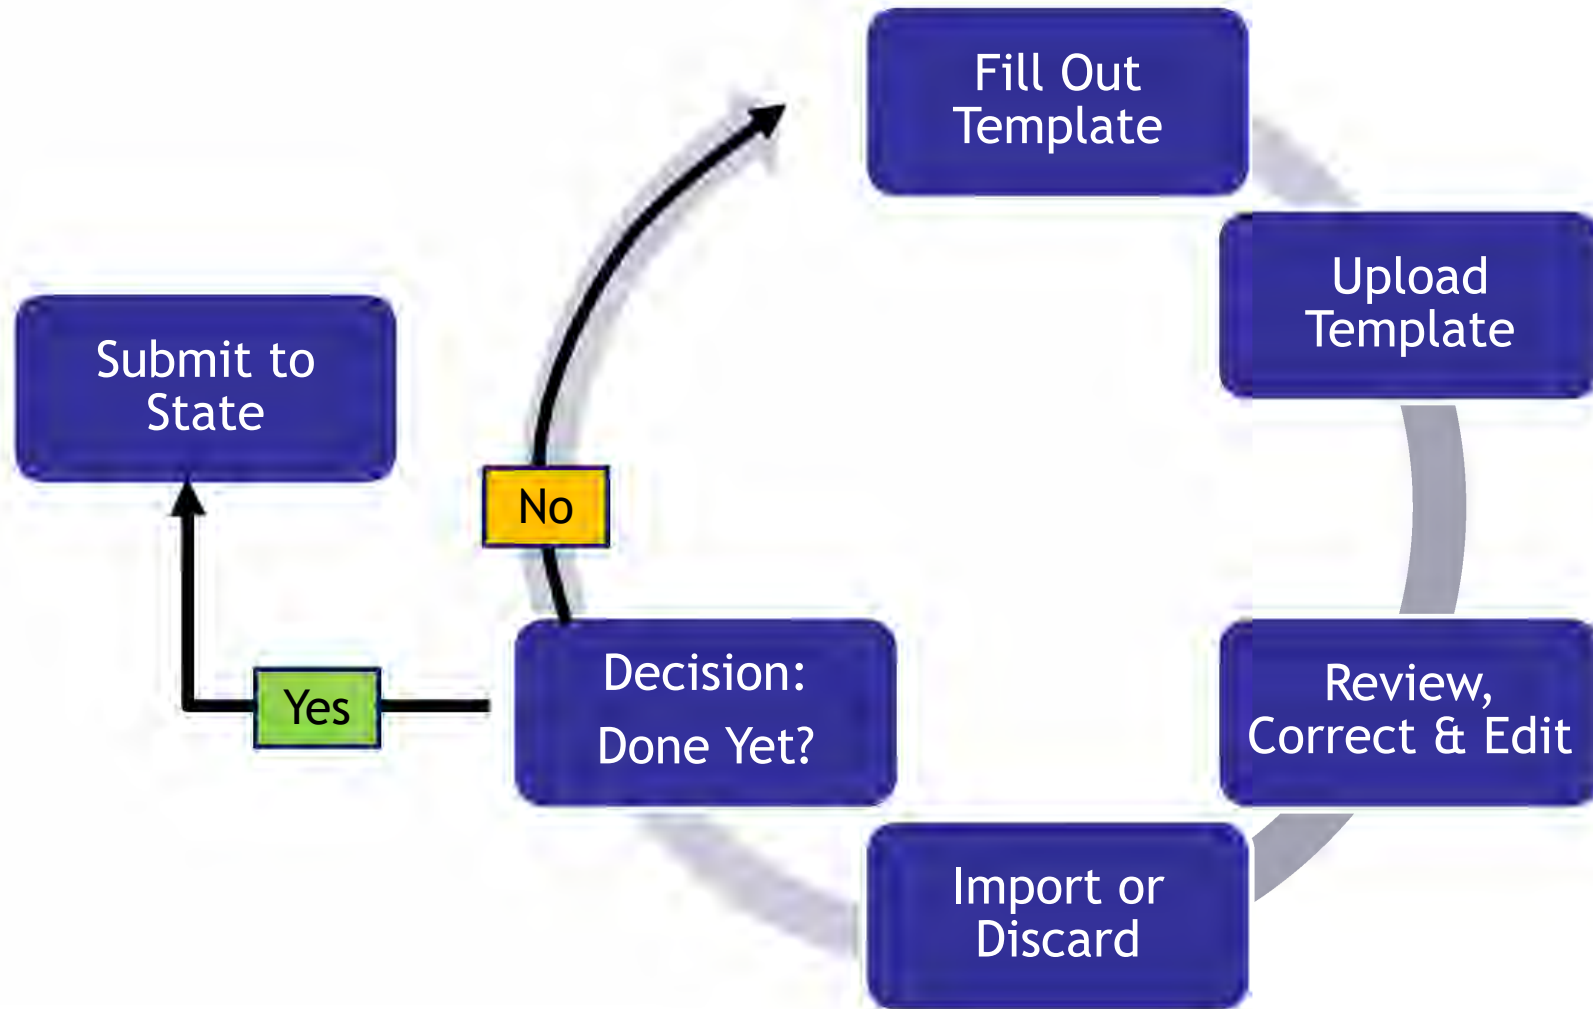 Fill Out
Template
Upload
Template
Submit to
State
No
Decision:
Done Yet?
Yes
Review,
Correct & Edit
Import or
Discard